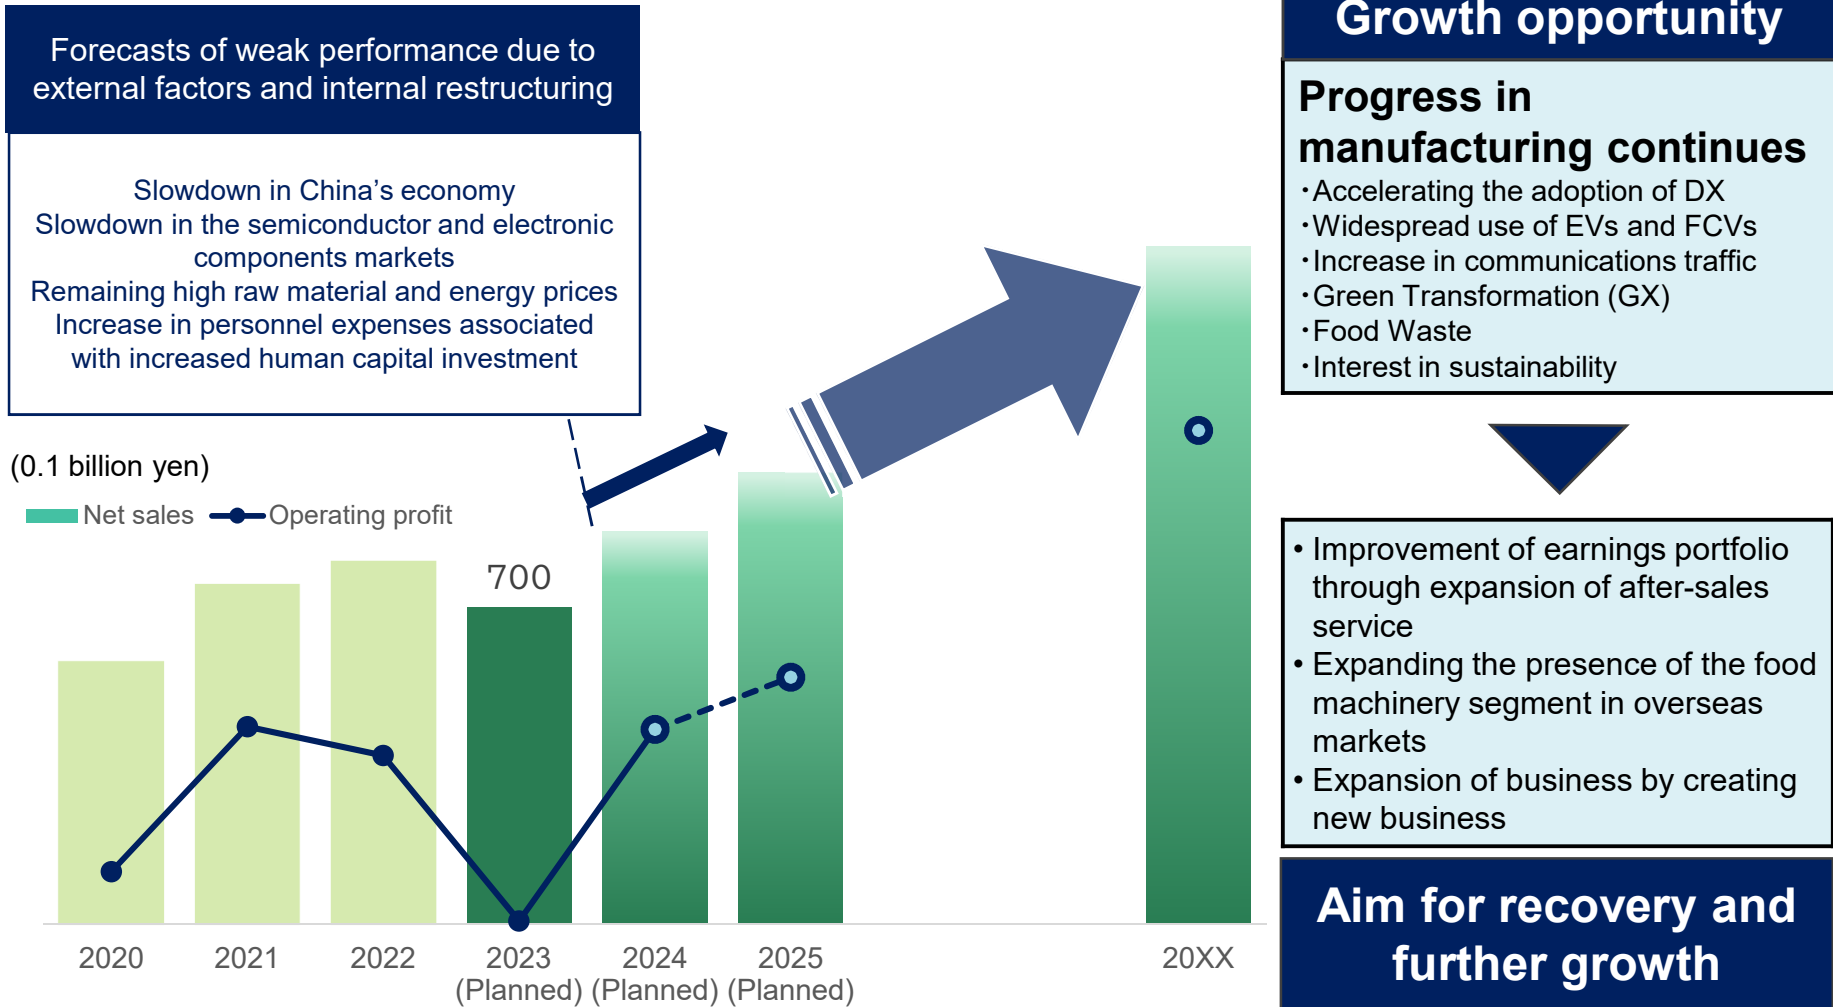 Forecasts of weak performance due to
external factors and internal restructuring
Slowdown in China’s economy
Slowdown in the semiconductor and electronic
components markets
Remaining high raw material and energy prices
Increase in personnel expenses associated
with increased human capital investment
(0.1 billion yen)
Net sales
Operating profit
700
2020
2021
2022
2023
(Planned)
2024
(Planned)
2025
(Planned)
20XX
Growth opportunity
Progress in
manufacturing continues
・Accelerating the adoption of DX
・Widespread use of EVs and FCVs
・Increase in communications traffic
・Green Transformation (GX)
・Food Waste
・Interest in sustainability
• Improvement of earnings portfolio
through expansion of after-sales
service
• Expanding the presence of the food
machinery segment in overseas
markets
• Expansion of business by creating
new business
Aim for recovery and
further growth